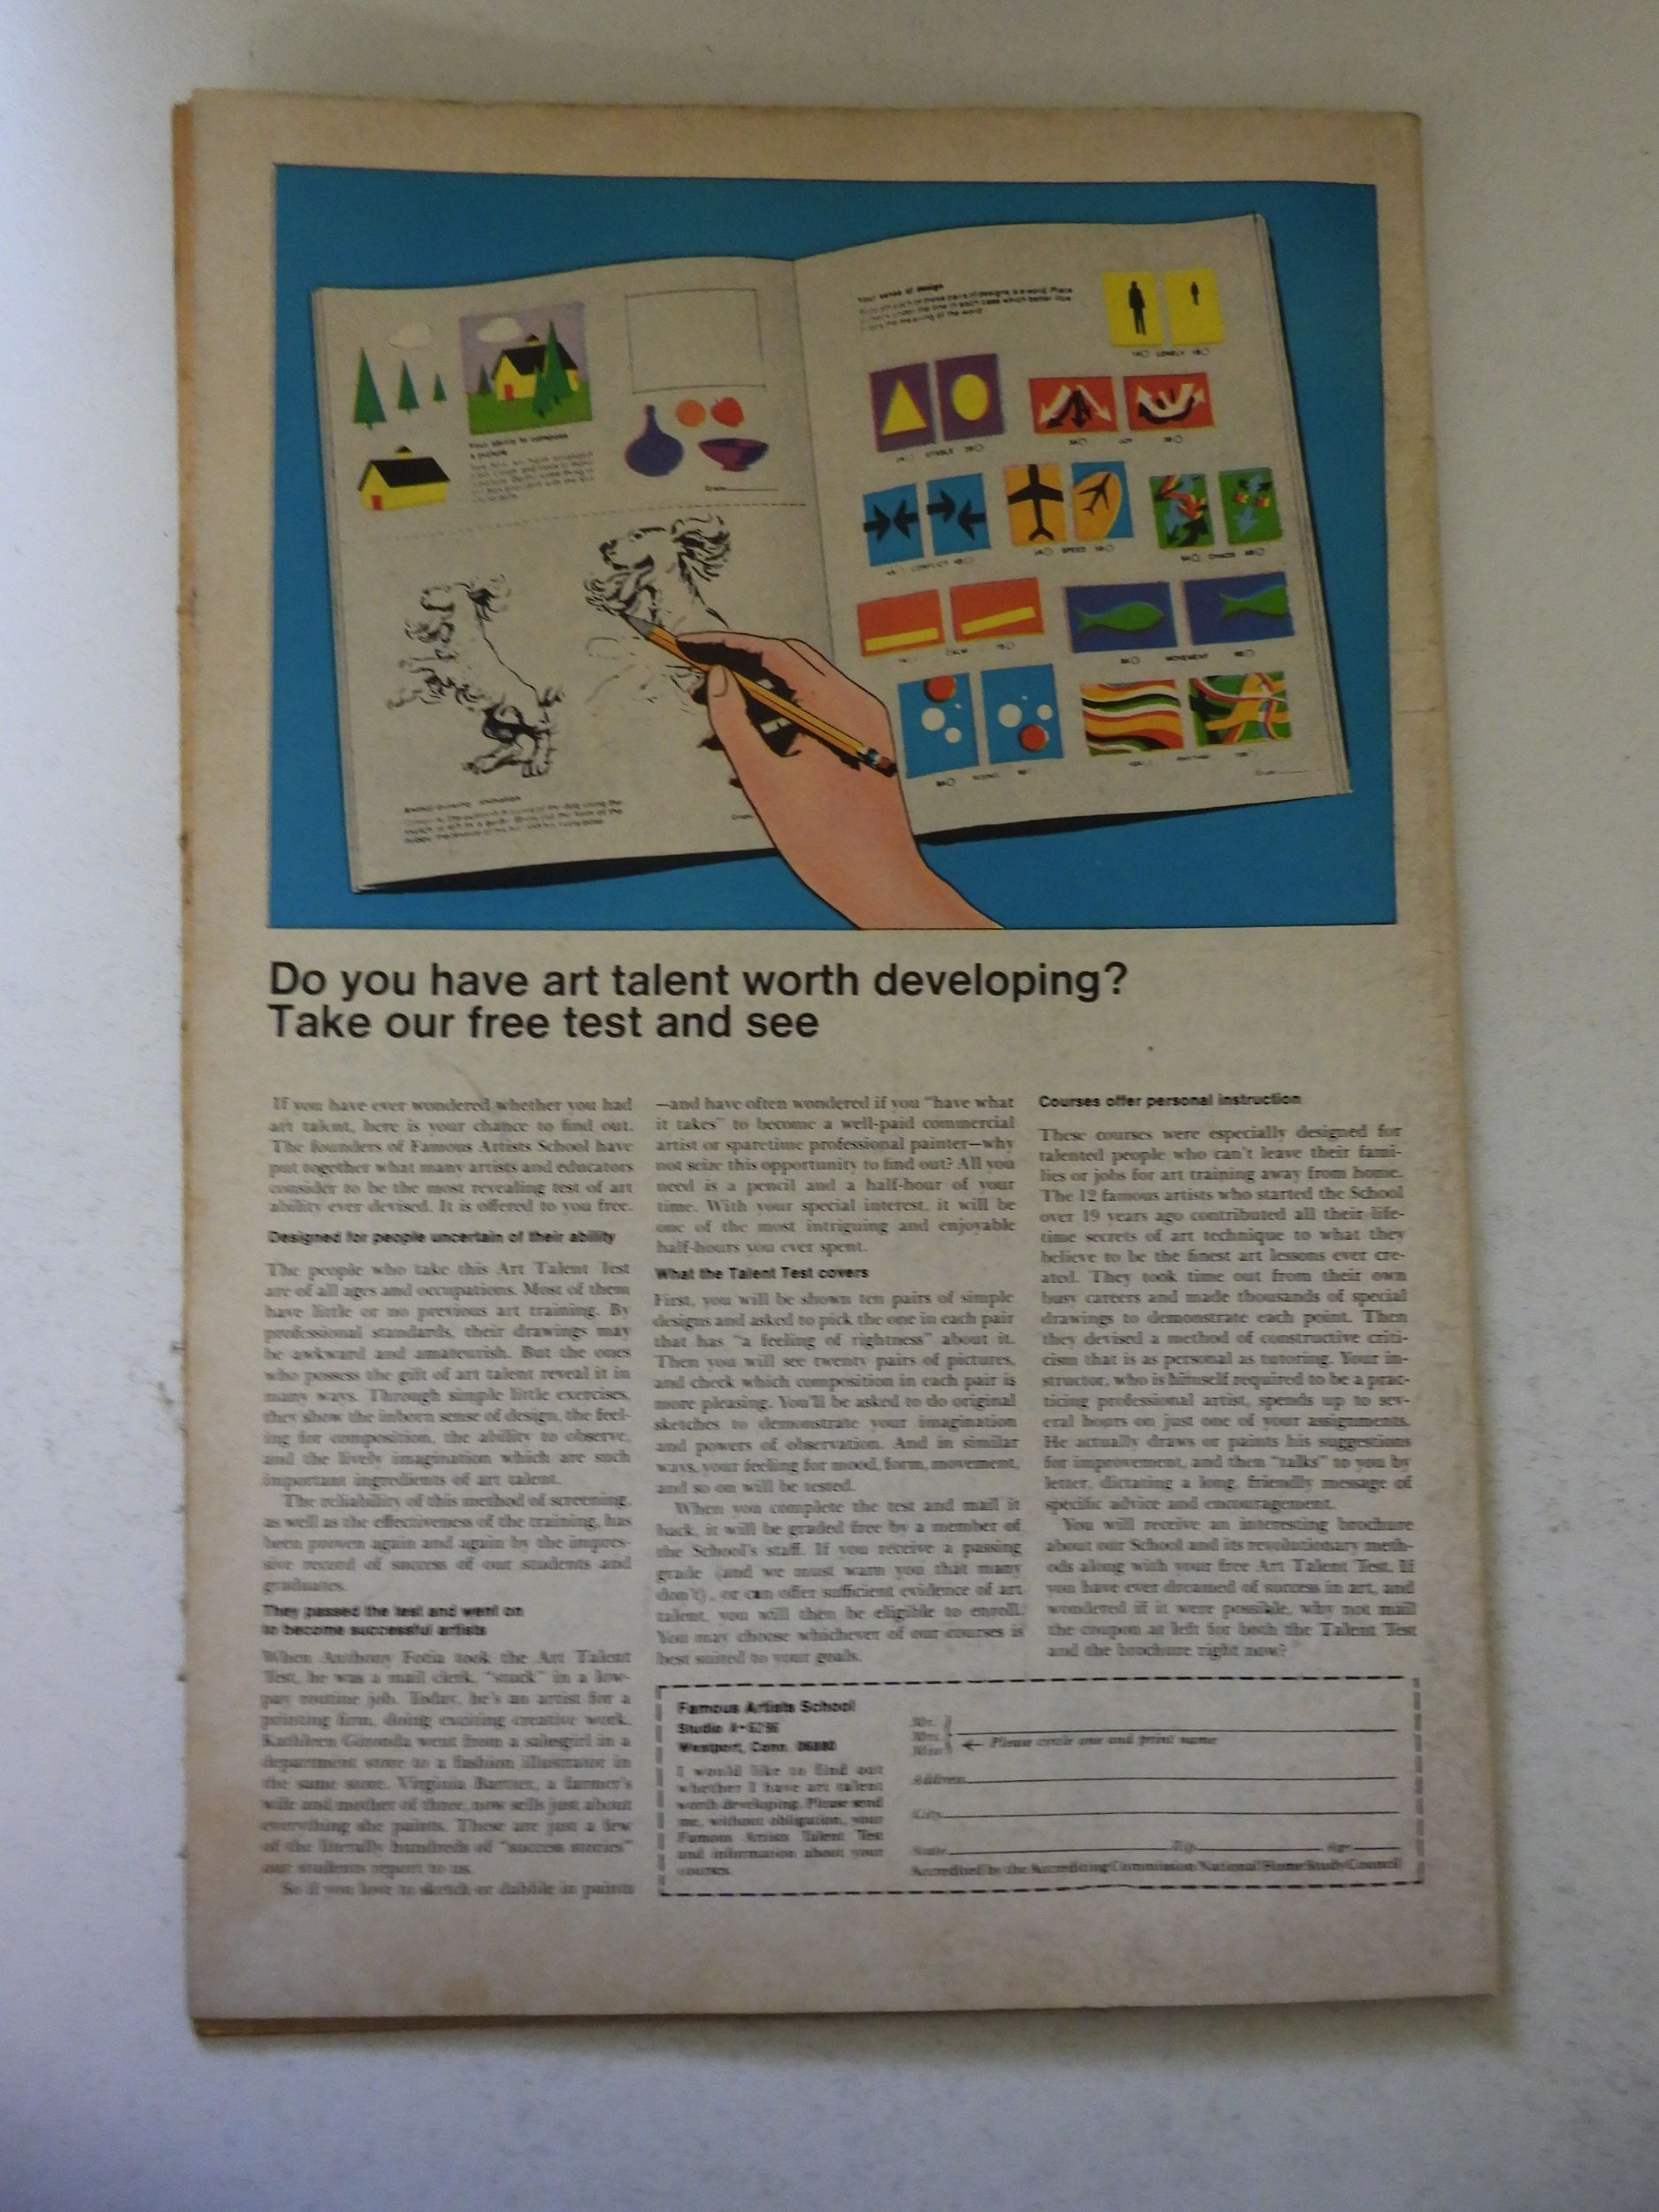 Your sense of design
Your ability to compose
a picture
LONELY
STABLE
JOY
CONFLICT
SPEED
CHAOS
CALM
MOVEMENT
Do you have art talent worth developing?
Take our free test and see
If you have ever wondered whether you had
art talent, here is your chance to find out.
The founders of Famous Artists School have
put together what many artists and educators
consider to be the most revealing test of art
ability ever devised. It is offered to you free.
Designed for people uncertain of their ability
The people who take this Art Talent Test
are of all ages and occupations. Most of them
have little or no previous art training. By
professional standards, their drawings may
be awkward and amateurish. But the ones
who possess the gift of art talent reveal it in
many ways. Through simple little exercises,
they show the inborn sense of design, the feel-
ing for composition, the ability to observe,
and the lively imagination which are such
important ingredients of art talent.
The reliability of this method of screening,
as well as the effectiveness of the training, has
been proven again and again by the impres-
sive record of success of our students and
graduates.
They passed the test and went on
to become successful artists
When Anthony Fotia took the Art Talent
Test, he was a mail clerk, "stuck" in a low-
pay routine job. Today, he's an artist for a
printing firm, doing exciting creative work.
Kathleen Gironda went from a salesgirl in a
department store to a fashion illustrator in
the same store. Virginia Bartter, a farmer's
wife and mother of three, now sells just about
everything she paints. These are just a few
of the literally hundreds of "success stories"
our students report to us.
So if you love to sketch or dabble in paints
—and have often wondered if you "have what
it takes" to become a well-paid commercial
artist or sparetime professional painter—why
not seize this opportunity to find out? All you
need is a pencil and a half-hour of your
time. With your special interest, it will be
one of the most intriguing and enjoyable
half-hours you ever spent.
What the Talent Test covers
First, you will be shown ten pairs of simple
designs and asked to pick the one in each pair
that has "a feeling of rightness" about it.
Then you will see twenty pairs of pictures,
and check which composition in each pair is
more pleasing. You'll be asked to do original
sketches to demonstrate your imagination
and powers of observation. And in similar
ways, your feeling for mood, form, movement,
and so on will be tested.
When you complete the test and mail it
back, it will be graded free by a member of
the School's staff. If you receive a passing
grade (and we must warn you that many
don't), or can offer sufficient evidence of art
talent, you will then be eligible to enroll.
You may choose whichever of our courses is
best suited to your goals.
Courses offer personal instruction
These courses were especially designed for
talented people who can't leave their fami-
lies or jobs for art training away from home.
The 12 famous artists who started the School
over 19 years ago contributed all their life-
time secrets of art technique to what they
believe to be the finest art lessons ever cre-
ated. They took time out from their own
busy careers and made thousands of special
drawings to demonstrate each point. Then
they devised a method of constructive criti-
cism that is as personal as tutoring. Your in-
structor, who is himself required to be a prac-
ticing professional artist, spends up to sev-
eral hours on just one of your assignments.
He actually draws or paints his suggestions
for improvement, and then "talks" to you by
letter, dictating a long, friendly message of
specific advice and encouragement.
You will receive an interesting brochure
about our School and its revolutionary meth-
ods along with your free Art Talent Test. If
you have ever dreamed of success in art, and
wondered if it were possible, why not mail
the coupon at left for both the Talent Test
and the brochure right now?
Famous Artists School
Studio
Westport, Conn. 06880
I would like to find out
whether I have art talent
worth developing. Please send
me, without obligation, your
Famous Artists Talent Test
and information about your
courses.
Mr.
Mrs.
Miss
← Please circle one and print name
Address
City
State Zip Age
Accredited by the Accrediting Commission National Home Study Council